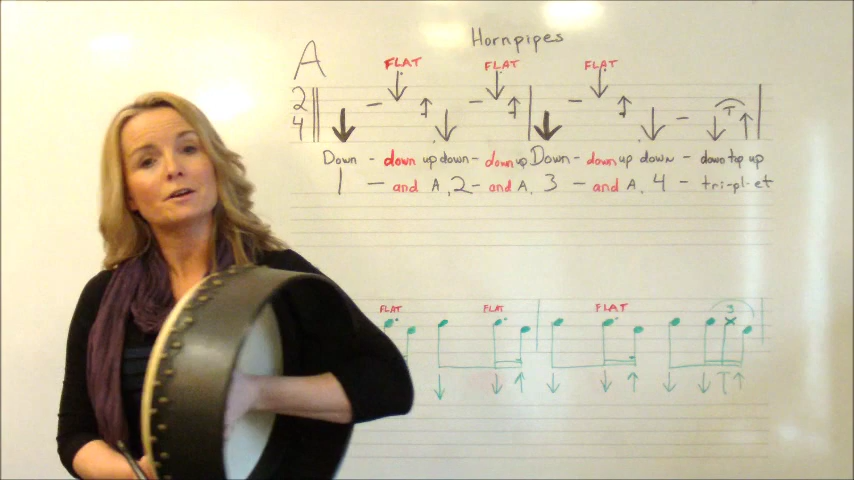 Hornpipes
A FLAT FLAT FLAT
2
4 T
Down - down up down - down up Down - down up down - down top up
1 - and A, 2 - and A, 3 - and A, 4 - tri-pl-et
FLAT FLAT FLAT 3
T